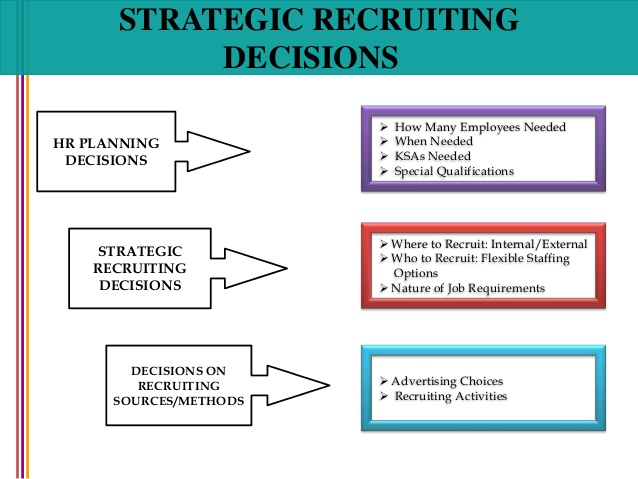 STRATEGIC RECRUITING
DECISIONS
HR PLANNING
DECISIONS
➢ How Many Employees Needed
➢ When Needed
➢ KSAs Needed
➢ Special Qualifications
STRATEGIC
RECRUITING
DECISIONS
➢ Where to Recruit: Internal/External
➢ Who to Recruit: Flexible Staffing
Options
➢ Nature of Job Requirements
DECISIONS ON
RECRUITING
SOURCES/METHODS
➢ Advertising Choices
➢ Recruiting Activities